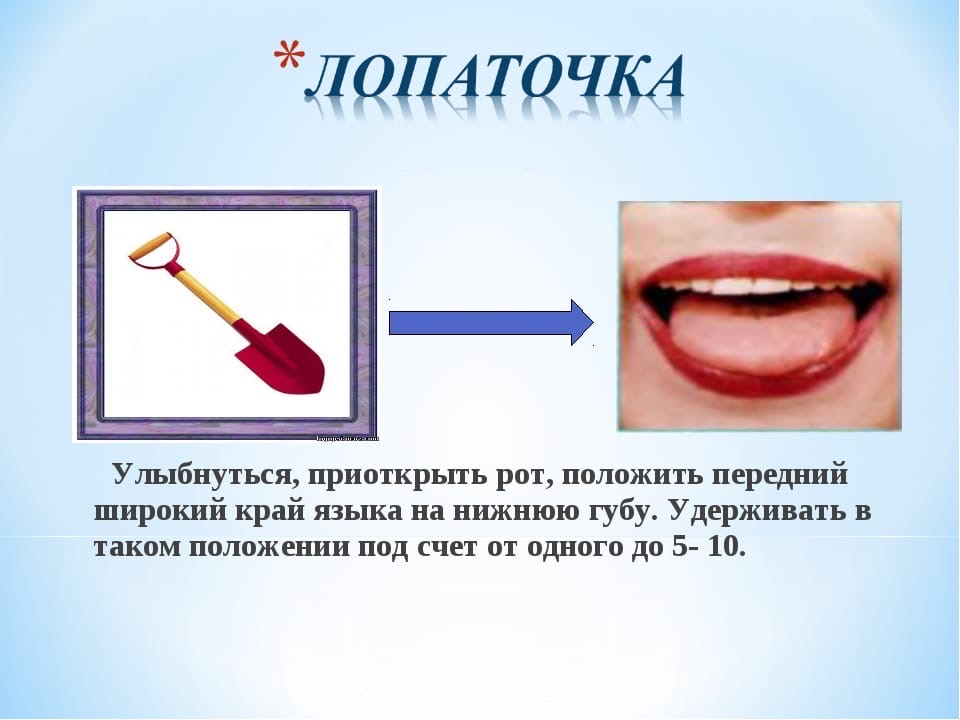 *ЛОПАТОЧКА
Улыбнуться, приоткрыть рот, положить передний
широкий край языка на нижнюю губу. Удерживать в
таком положении под счет от одного до 5- 10.